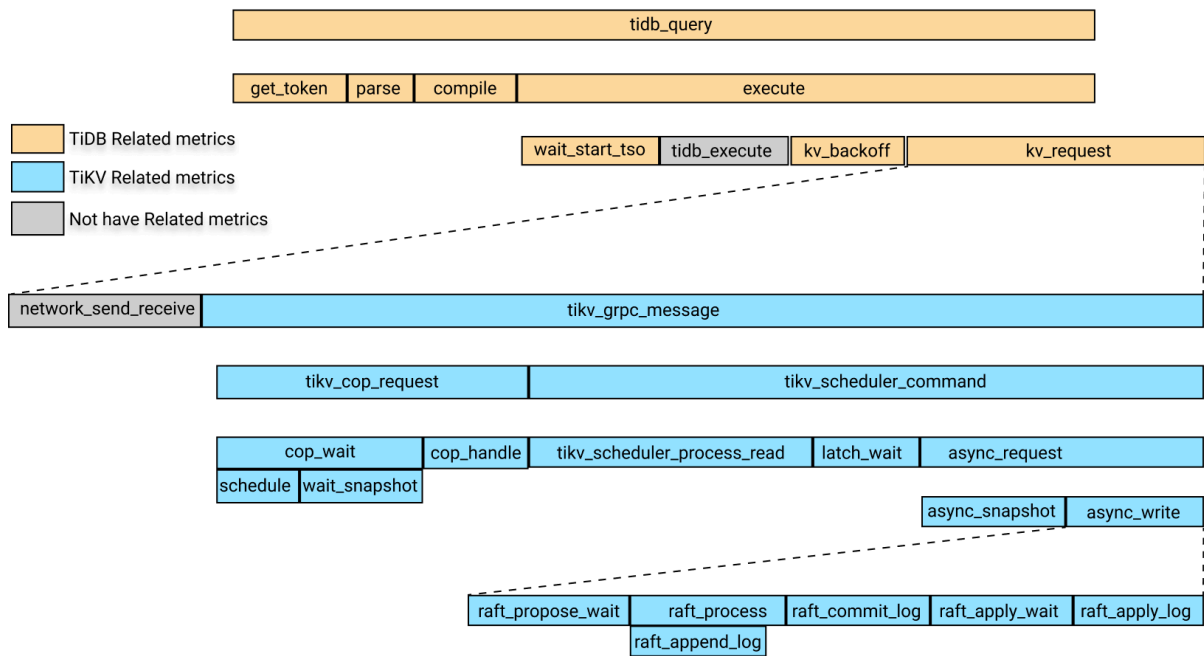 tidb_query
get_token parse compile execute
TiDB Related metrics
wait_start_tso tidb_execute kv_backoff kv_request
TiKV Related metrics
Not have Related metrics
network_send_receive tikv_grpc_message
tikv_cop_request tikv_scheduler_command
cop_wait cop_handle tikv_scheduler_process_read latch_wait async_request
schedule wait_snapshot
async_snapshot async_write
raft_propose_wait raft_process raft_commit_log raft_apply_wait raft_apply_log
raft_append_log